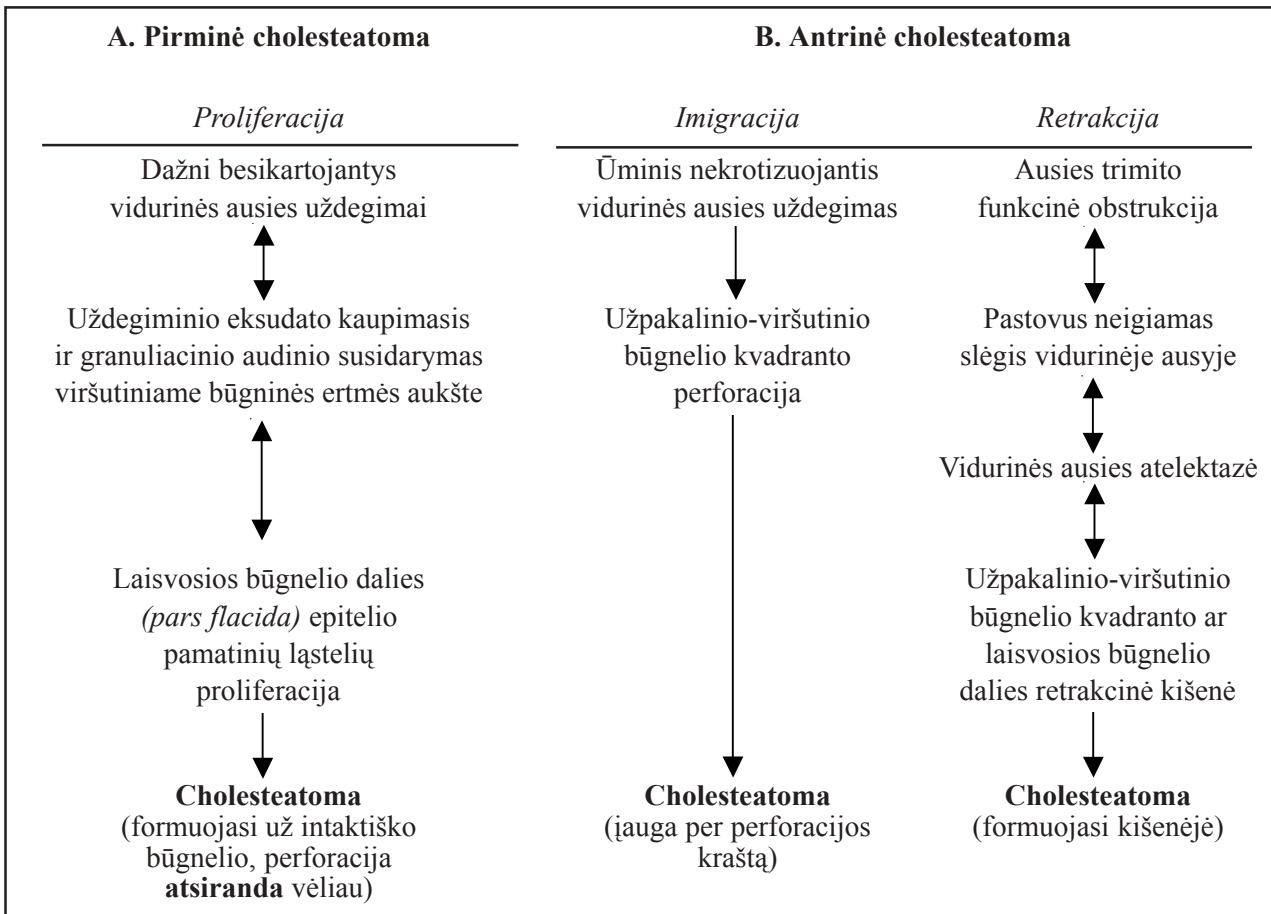 A. Pirminė cholesteatoma
B. Antrinė cholesteatoma
Proliferacija
Dažni besikartojantys
vidurinės ausies uždegimai
Uždegiminio eksudato kaupimasis
ir granuliacinio audinio susidarymas
viršutiniame būgninės ertmės aukšte
Laisvosios būgnelio dalies
(pars flacida) epitelio
pamatinių ląstelių
proliferacija
Cholesteatoma
(formuojasi už intaktiško
būgnelio, perforacija
atsiranda vėliau)
Imigracija
Ūminis nekrotizuojantis
vidurinės ausies uždegimas
Užpakalinio-viršutinio
būgnelio kvadranto
perforacija
Cholesteatoma
(įauga per perforacijos
kraštą)
Retrakcija
Ausies trimito
funkcinė obstrukcija
Pastovus neigiamas
slėgis vidurinėje ausyje
Vidurinės ausies atelektazė
Užpakalinio-viršutinio
būgnelio kvadranto ar
laisvosios būgnelio
dalies retrakcinė kišenė
Cholesteatoma
(formuojasi kišenėjė)